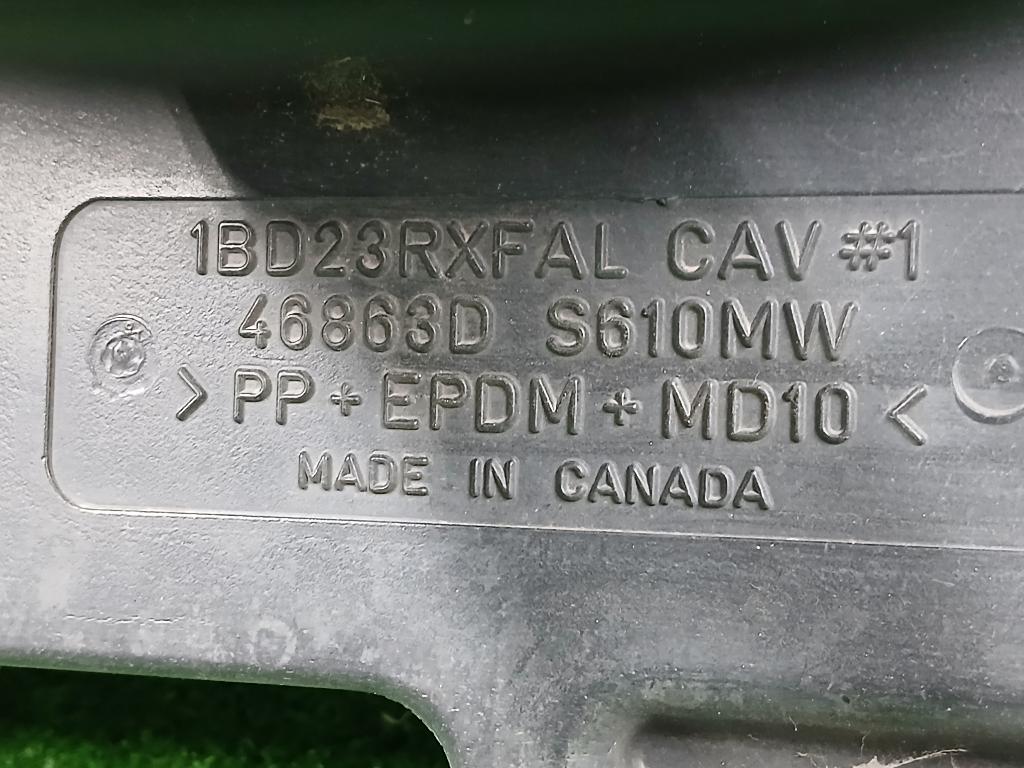 1BD23RXFAL CAV #1
46863D S610MW
>PP + EPDM + MD10<
MADE IN CANADA